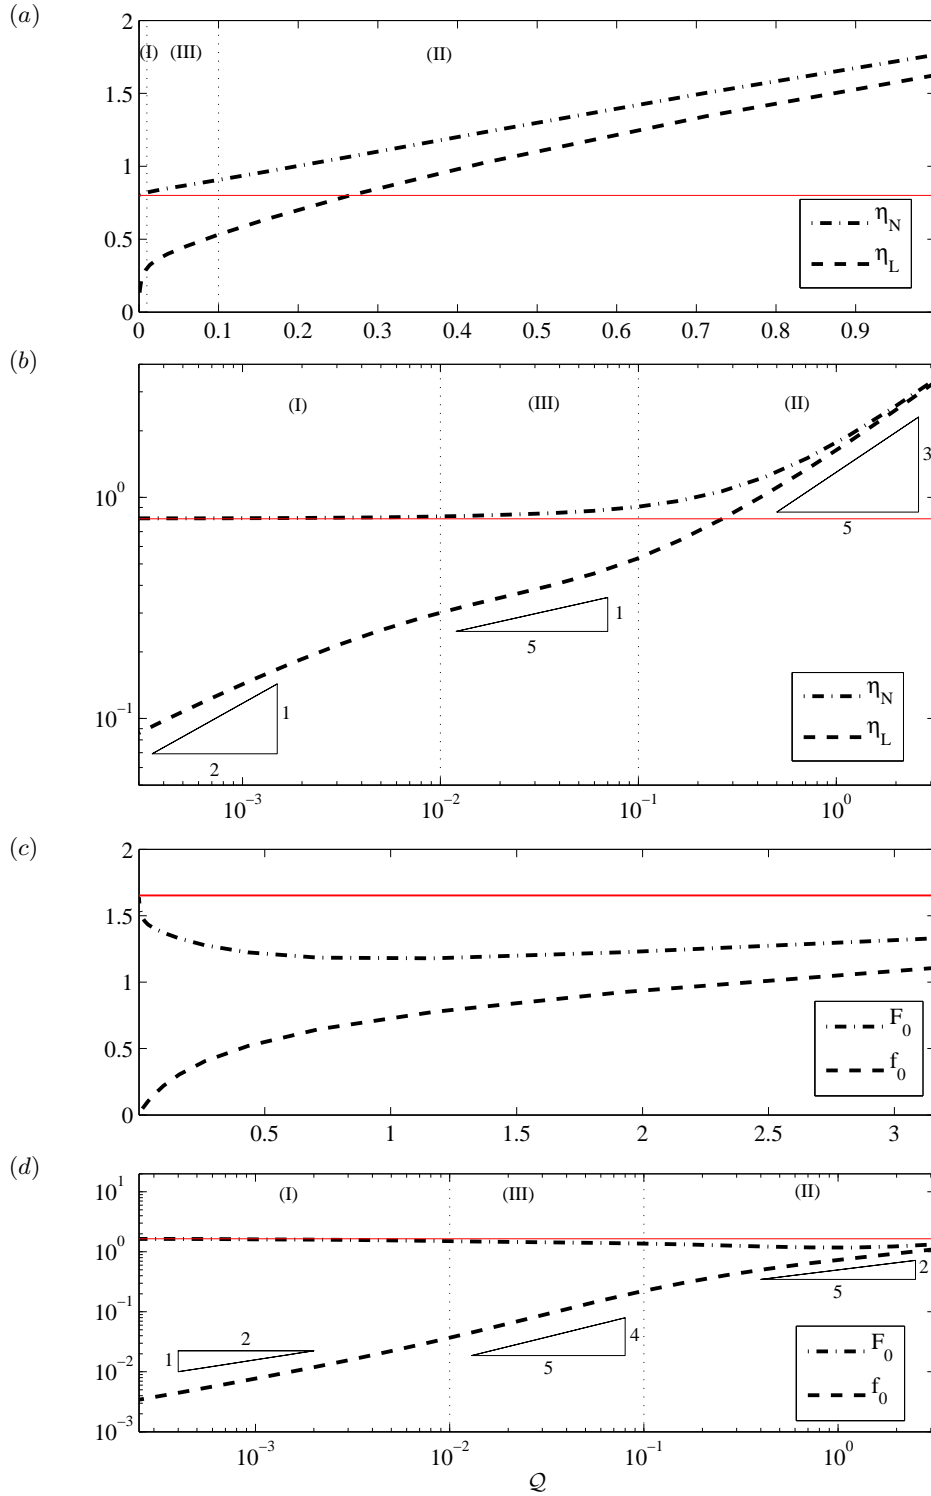 (a)
2
1.5
1
0.5
0
(I) (III) (II)
η_N
η_L
0 0.1 0.2 0.3 0.4 0.5 0.6 0.7 0.8 0.9
(b)
(I) (III) (II)
10^0
10^−1
3
5
1
5
1
2
η_N
η_L
10^−3 10^−2 10^−1 10^0
(c)
2
1.5
1
0.5
0
F_0
f_0
0.5 1 1.5 2 2.5 3
(d)
(I) (III) (II)
10^1
10^0
10^−1
10^−2
10^−3
2
5
2
1
4
5
F_0
f_0
10^−3 10^−2 10^−1 10^0
𝒬